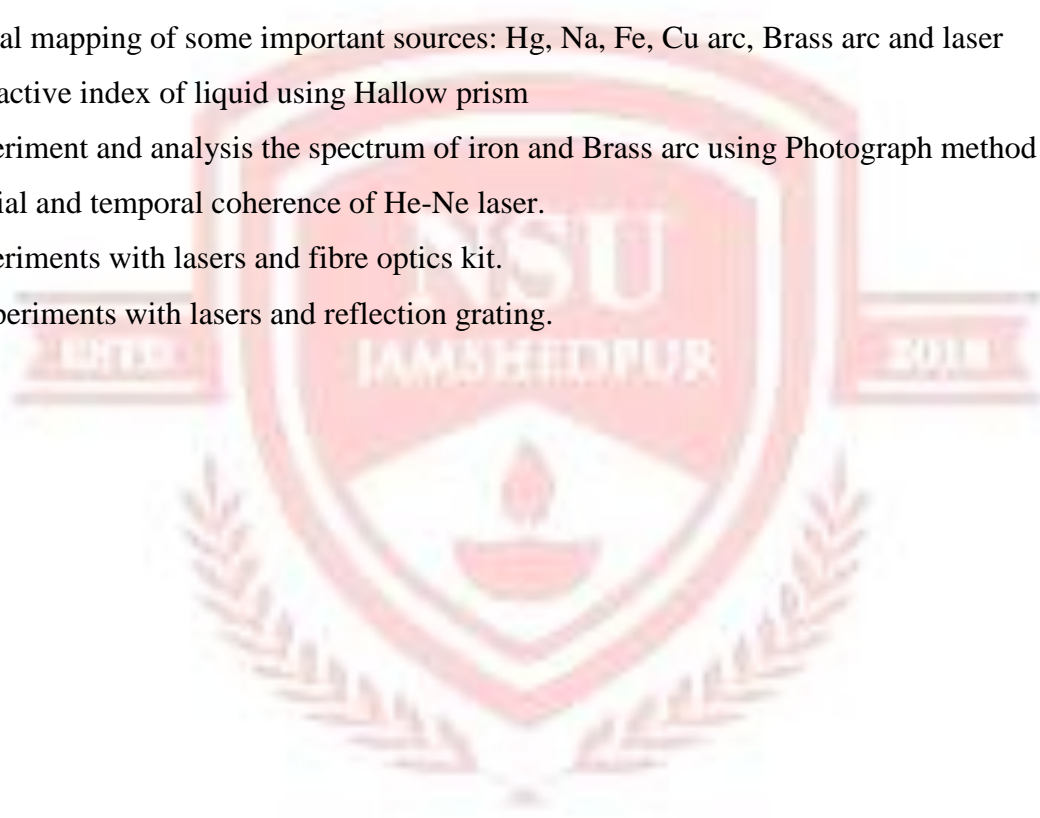 al mapping of some important sources: Hg, Na, Fe, Cu arc, Brass arc and laser
active index of liquid using Hallow prism
eriment and analysis the spectrum of iron and Brass arc using Photograph method
ial and temporal coherence of He-Ne laser.
eriments with lasers and fibre optics kit.
periments with lasers and reflection grating.
NSU
ESTD
JAMSHEDPUR
2018